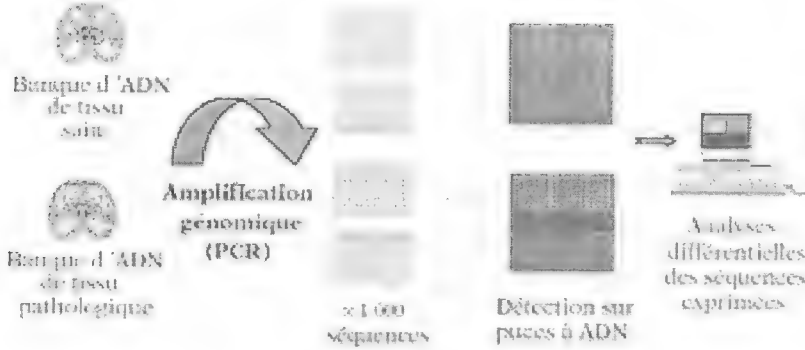 Banque d'ADN
de tissu
sain
Amplification
génomique
(PCR)
Banque d'ADN
de tissu
pathologique
× 1 000
séquences
Détection sur
puces à ADN
Analyses
différentielles
des séquences
exprimées